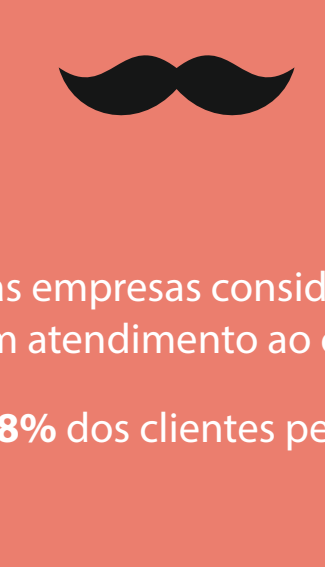 as empresas consid
m atendimento ao
8% dos clientes pe